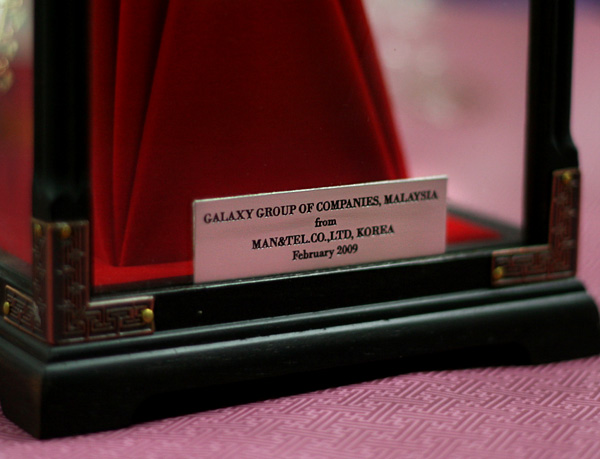 GALAXY GROUP OF COMPANIES, MALAYSIA
from
MAN&TEL.CO.,LTD, KOREA
February 2009